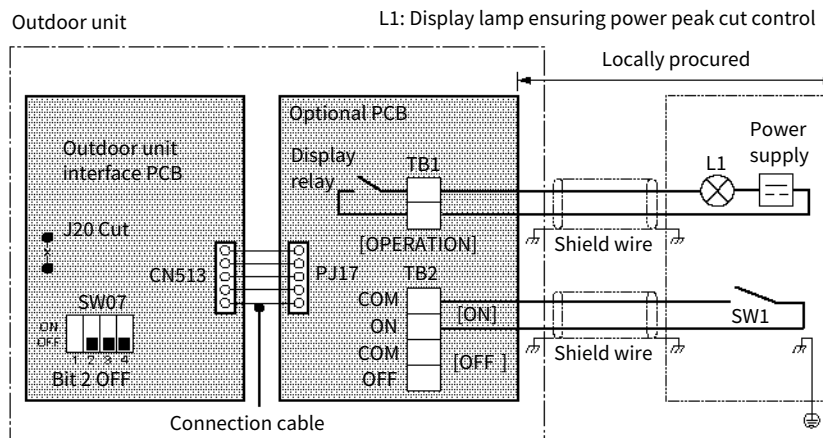 Outdoor unit
L1: Display lamp ensuring power peak cut control
Locally procured
Optional PCB
Outdoor unit
interface PCB
Display
relay
TB1
L1
Power
supply
J20 Cut
[OPERATION]
Shield wire
CN513
PJ17
TB2
SW07
COM
ON
[ON]
SW1
ON
OFF
1 2 3 4
COM
OFF
[OFF ]
Shield wire
Bit 2 OFF
Connection cable